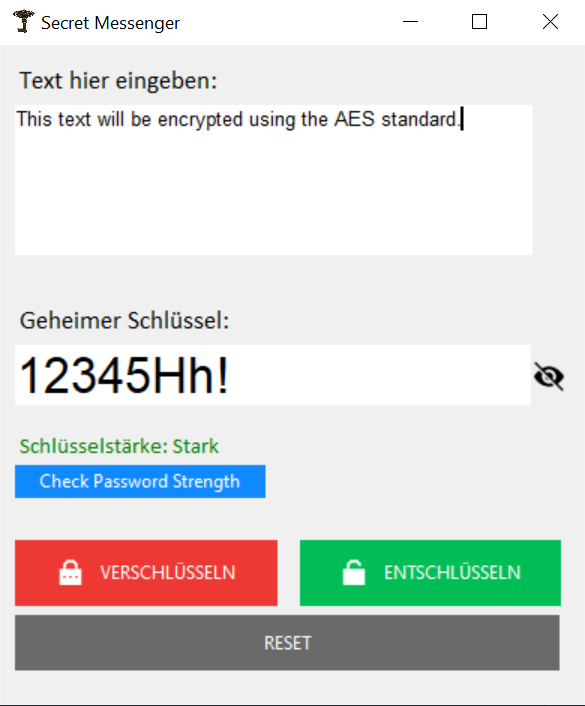 Secret Messenger
Text hier eingeben:
This text will be encrypted using the AES standard.
Geheimer Schlüssel:
12345Hh!
Schlüsselstärke: Stark
Check Password Strength
VERSCHLÜSSELN
ENTSCHLÜSSELN
RESET